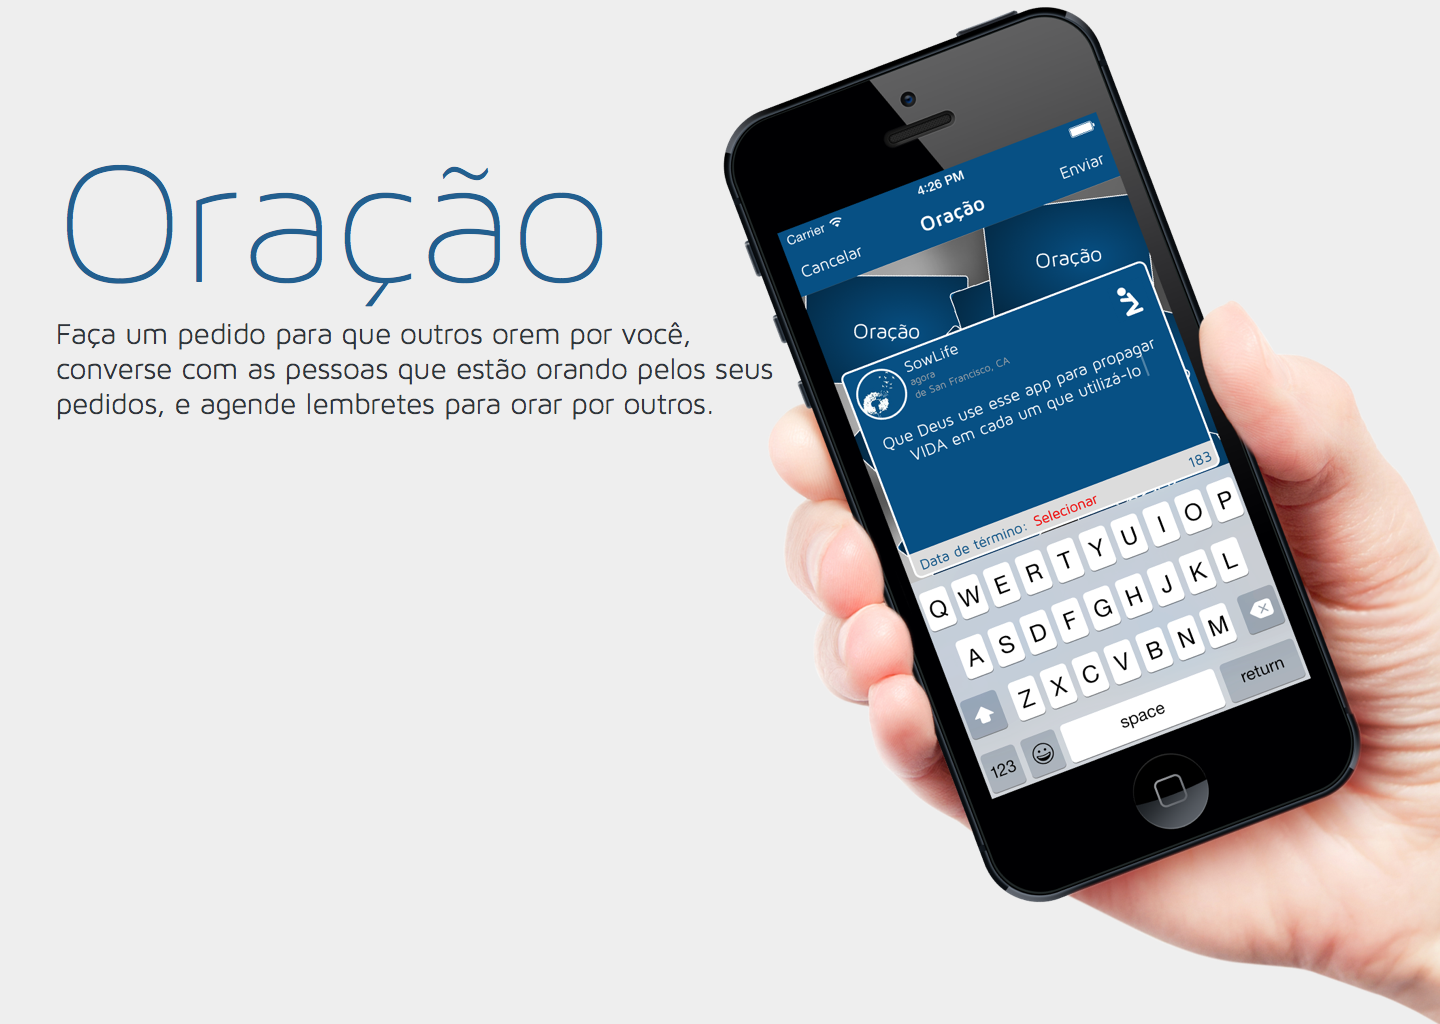 Oração
Faça um pedido para que outros orem por você,
converse com as pessoas que estão orando pelos seus
pedidos, e agende lembretes para orar por outros.
Carrier
4:26 PM
Cancelar
Oração
Enviar
Oração
Oração
SowLife
agora
de San Francisco, CA
Que Deus use esse app para propagar
VIDA em cada um que utilizá-lo
183
Data de término: Selecionar
Q W E R T Y U I O P
A S D F G H J K L
Z X C V B N M
123
space
return